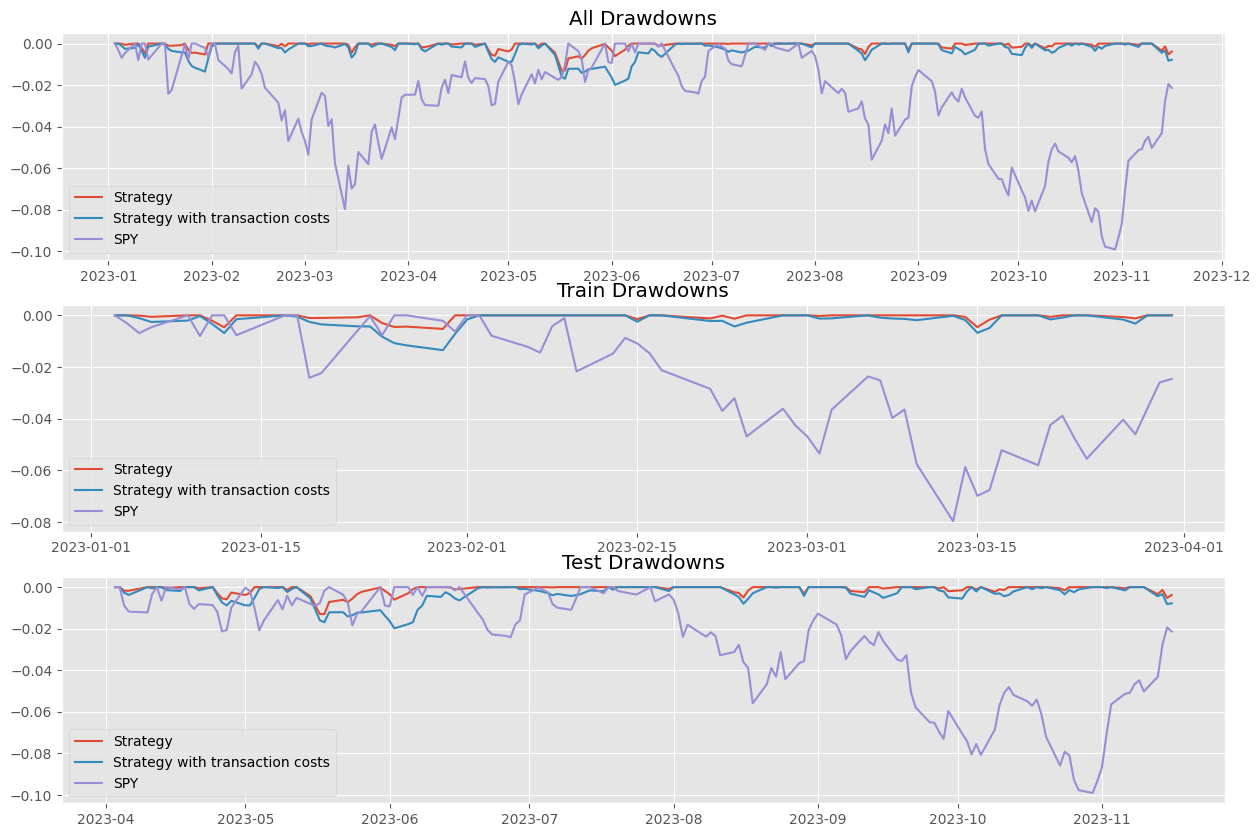 All Drawdowns
0.00
−0.02
−0.04
−0.06
−0.08
−0.10
Strategy
Strategy with transaction costs
SPY
2023-01 2023-02 2023-03 2023-04 2023-05 2023-06 2023-07 2023-08 2023-09 2023-10 2023-11 2023-12
Train Drawdowns
0.00
−0.02
−0.04
−0.06
−0.08
Strategy
Strategy with transaction costs
SPY
2023-01-01 2023-01-15 2023-02-01 2023-02-15 2023-03-01 2023-03-15 2023-04-01
Test Drawdowns
0.00
−0.02
−0.04
−0.06
−0.08
−0.10
Strategy
Strategy with transaction costs
SPY
2023-04 2023-05 2023-06 2023-07 2023-08 2023-09 2023-10 2023-11